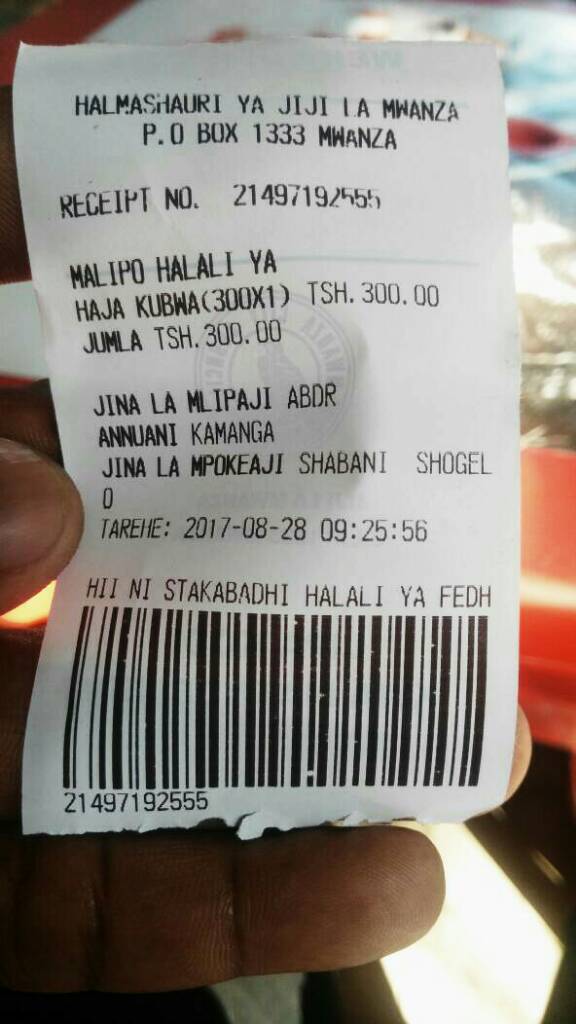 HALMASHAURI YA JIJI LA MWANZA
P.O BOX 1333 MWANZA
RECEIPT NO. 21497192555
MALIPO HALALI YA
HAJA KUBWA(300X1) TSH.300.00
JUMLA TSH.300.00
JINA LA MLIPAJI ABDR
ANNUANI KAMANGA
JINA LA MPOKEAJI SHABANI SHOGEL
O
TAREHE: 2017-08-28 09:25:56
HII NI STAKABADHI HALALI YA FEDH
21497192555